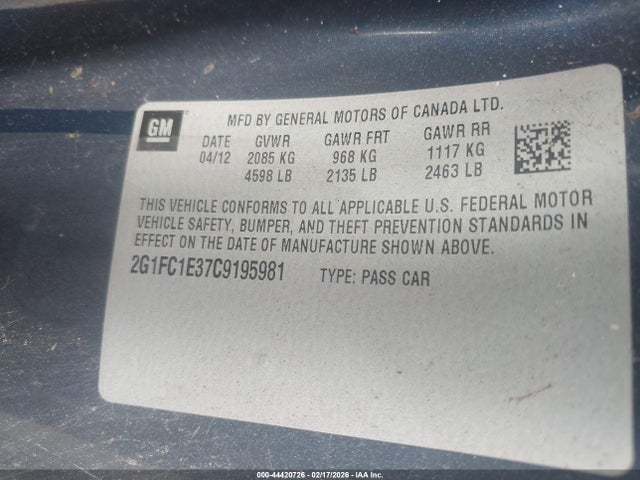 GM
MFD BY GENERAL MOTORS OF CANADA LTD.
DATE GVWR GAWR FRT GAWR RR
04/12 2085 KG 968 KG 1117 KG
4598 LB 2135 LB 2463 LB
THIS VEHICLE CONFORMS TO ALL APPLICABLE U.S. FEDERAL MOTOR
VEHICLE SAFETY, BUMPER, AND THEFT PREVENTION STANDARDS IN
EFFECT ON THE DATE OF MANUFACTURE SHOWN ABOVE.
2G1FC1E37C9195981 TYPE: PASS CAR
000-44420726 - 02/17/2026 - IAA Inc.